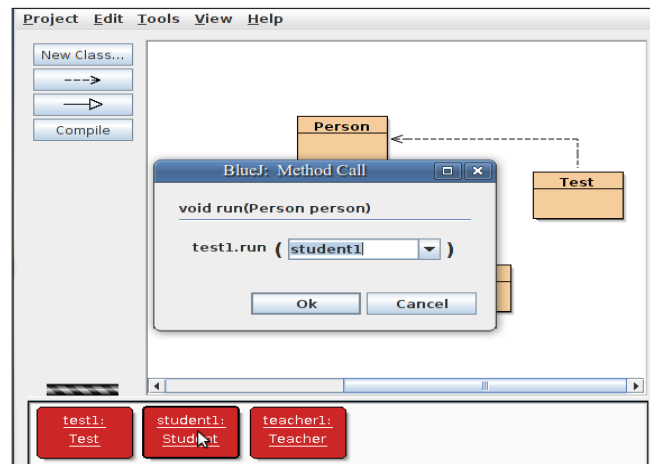 Project Edit Tools View Help
New Class...
Compile
Person
Test
BlueJ: Method Call
void run(Person person)
test1.run ( student1 )
Ok Cancel
test1:
Test
student1:
Student
teacher1:
Teacher